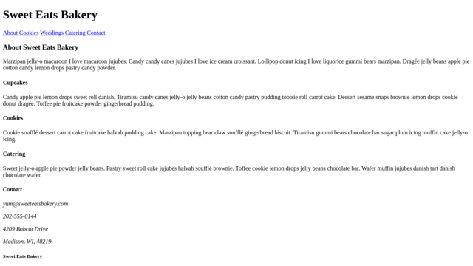 Sweet Eats Bakery
About Cookies Weddings Catering Contact
About Sweet Eats Bakery
Marzipan jelly-o macaroon I love macaroon jujubes. Candy candy canes jujubes I love ice cream croissant. Lollipop donut icing I love liquorice gummi bears marzipan. Dragée jelly beans apple pie
cotton candy lemon drops pastry candy powder.
Cupcakes
Candy apple pie lemon drops sweet roll danish. Tiramisu candy canes jelly-o jelly beans cotton candy pastry pudding tootsie roll carrot cake. Dessert sesame snaps brownie lemon drops cookie
donut dragée. Toffee pie fruitcake powder gingerbread pudding.
Cookies
Cookie soufflé dessert carrot cake fruitcake halvah pudding cake. Marzipan topping bear claw soufflé gingerbread biscuit. Tiramisu gummi bears chocolate bar sugar plum icing muffin cake jelly-o
icing.
Catering
Sweet jelly-o apple pie powder jelly beans. Pastry sweet roll cake jujubes halvah soufflé brownie. Toffee cookie lemon drops jelly beans chocolate bar. Wafer muffin jujubes danish tart danish
chocolate wafer
Contact
yum@sweeteatsbakery.com
202-555-0144
Drive
Madison, WI, 48219
Sweet Eats Bakery